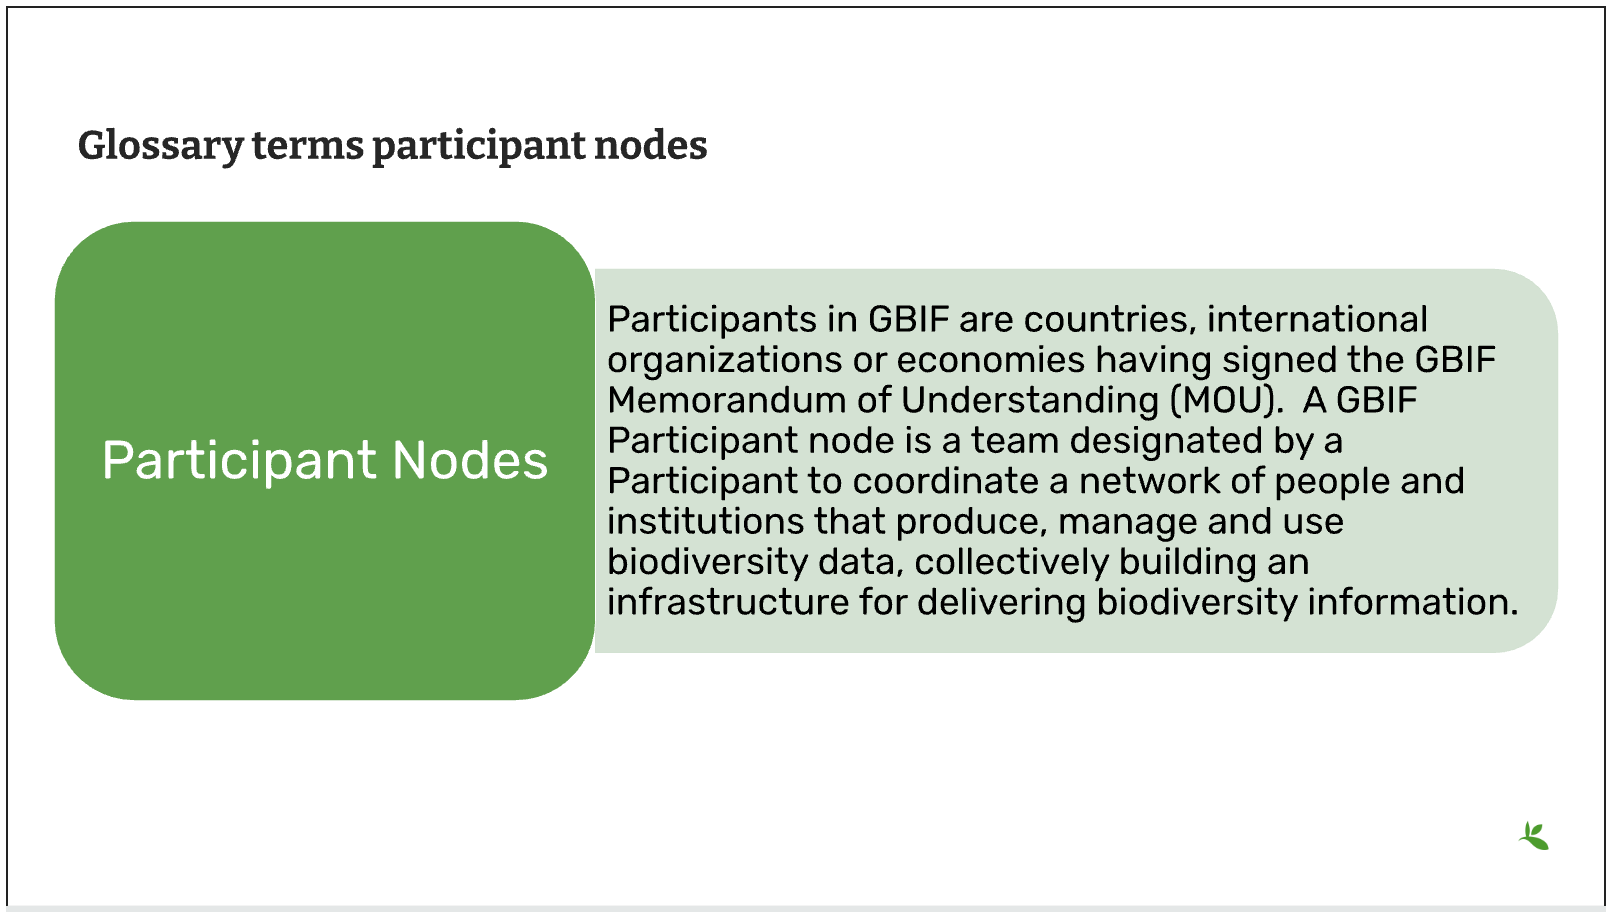 Glossary terms participant nodes
Participant Nodes
Participants in GBIF are countries, international
organizations or economies having signed the GBIF
Memorandum of Understanding (MOU).  A GBIF
Participant node is a team designated by a
Participant to coordinate a network of people and
institutions that produce, manage and use
biodiversity data, collectively building an
infrastructure for delivering biodiversity information.